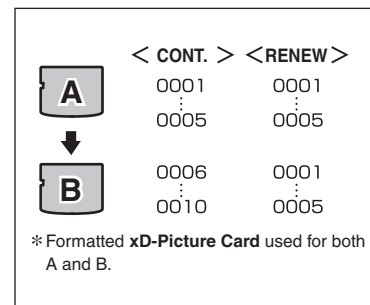 < CONT. > <RENEW>
A 0001 0001
⋮ ⋮
0005 0005
B 0006 0001
⋮ ⋮
0010 0005
*Formatted xD-Picture Card used for both
A and B.